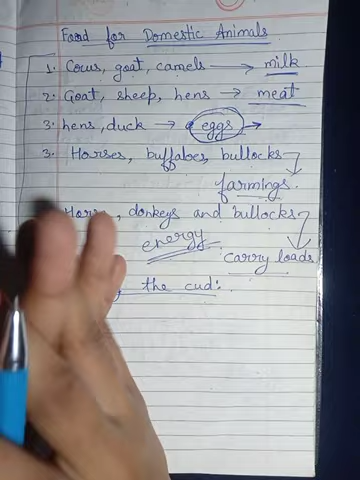 Food for Domestic Animals
1. Cows, goat, camels → milk
2. Goat, sheep, hens → meat
3. hens, duck → eggs →
3. Horses, buffaloes, bullocks
farmings.
Horse, donkeys and bullocks
energy
carry loads
the cud: